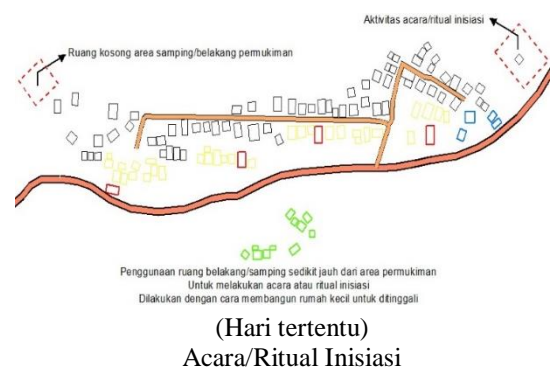 Aktivitas acara/ritual inisiasi
Ruang kosong area samping/belakang permukiman
Penggunaan ruang belakang/samping sedikit jauh dari area permukiman
Untuk melakukan acara atau ritual inisiasi
Dilakukan dengan cara membangun rumah kecil untuk ditinggali
(Hari tertentu)
Acara/Ritual Inisiasi